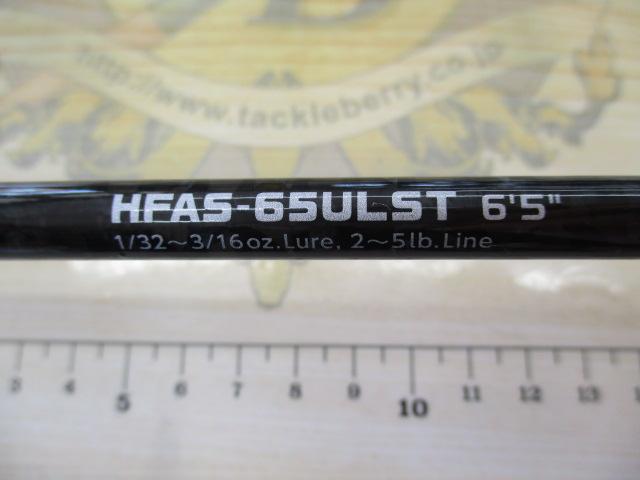 http://www.tackleberry.co.jp
HFAS-65ULST 6'5"
1/32~3/16oz.Lure, 2~5lb.Line
3 4 5 6 7 8 9 10 11 12 13